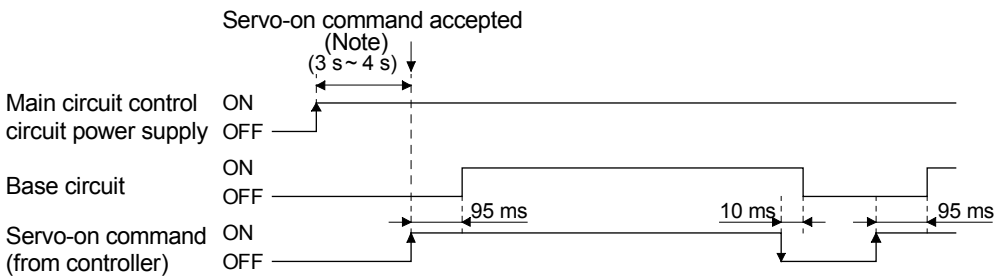 Servo-on command accepted
(Note)
(3 s ~ 4 s)
Main circuit control
circuit power supply
ON
OFF
Base circuit
ON
OFF
95 ms
10 ms
95 ms
Servo-on command
(from controller)
ON
OFF